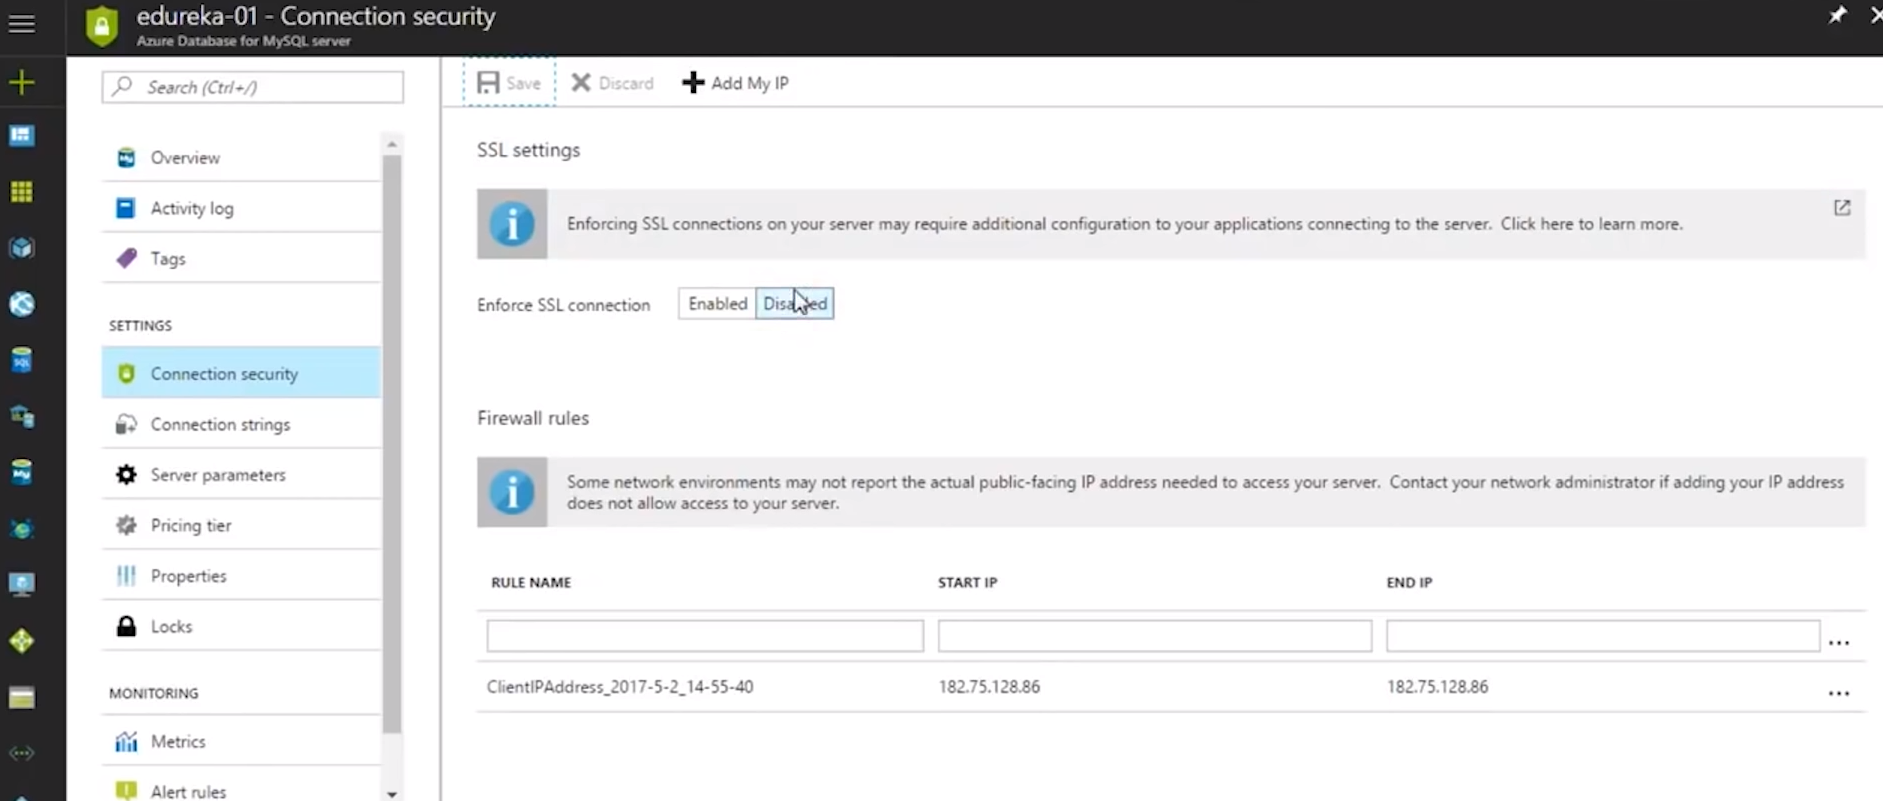 edureka-01 - Connection security
Azure Database for MySQL server
Search (Ctrl+/)
Save
Discard
Add My IP
Overview
Activity log
Tags
SETTINGS
Connection security
Connection strings
Server parameters
Pricing tier
Properties
Locks
MONITORING
Metrics
Alert rules
SSL settings
Enforcing SSL connections on your server may require additional configuration to your applications connecting to the server. Click here to learn more.
Enforce SSL connection
Enabled
Disabled
Firewall rules
Some network environments may not report the actual public-facing IP address needed to access your server. Contact your network administrator if adding your IP address
does not allow access to your server.
RULE NAME START IP END IP
...
ClientIPAddress_2017-5-2_14-55-40 182.75.128.86 182.75.128.86 ...